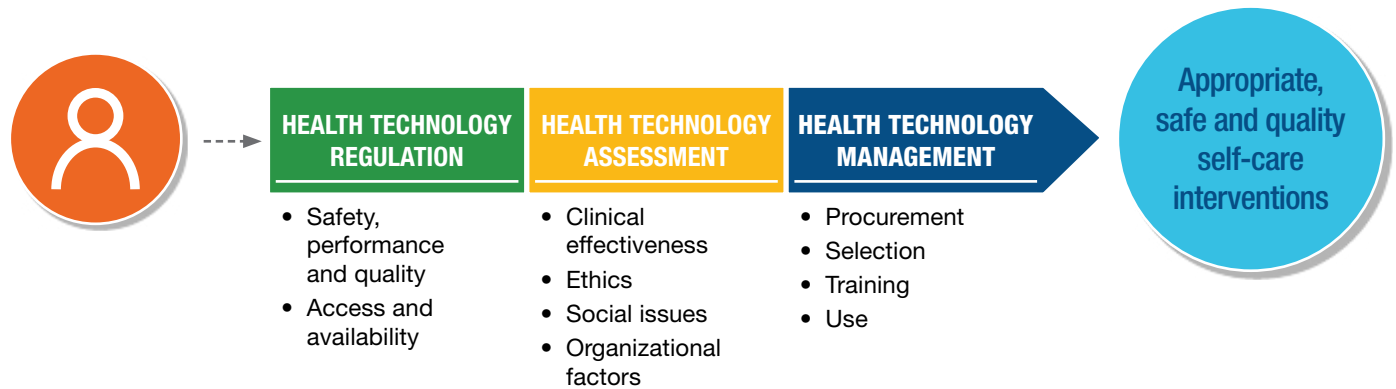 HEALTH TECHNOLOGY
REGULATION
• Safety,
performance
and quality
• Access and
availability
HEALTH TECHNOLOGY
ASSESSMENT
• Clinical
effectiveness
• Ethics
• Social issues
• Organizational
factors
HEALTH TECHNOLOGY
MANAGEMENT
• Procurement
• Selection
• Training
• Use
Appropriate,
safe and quality
self-care
interventions